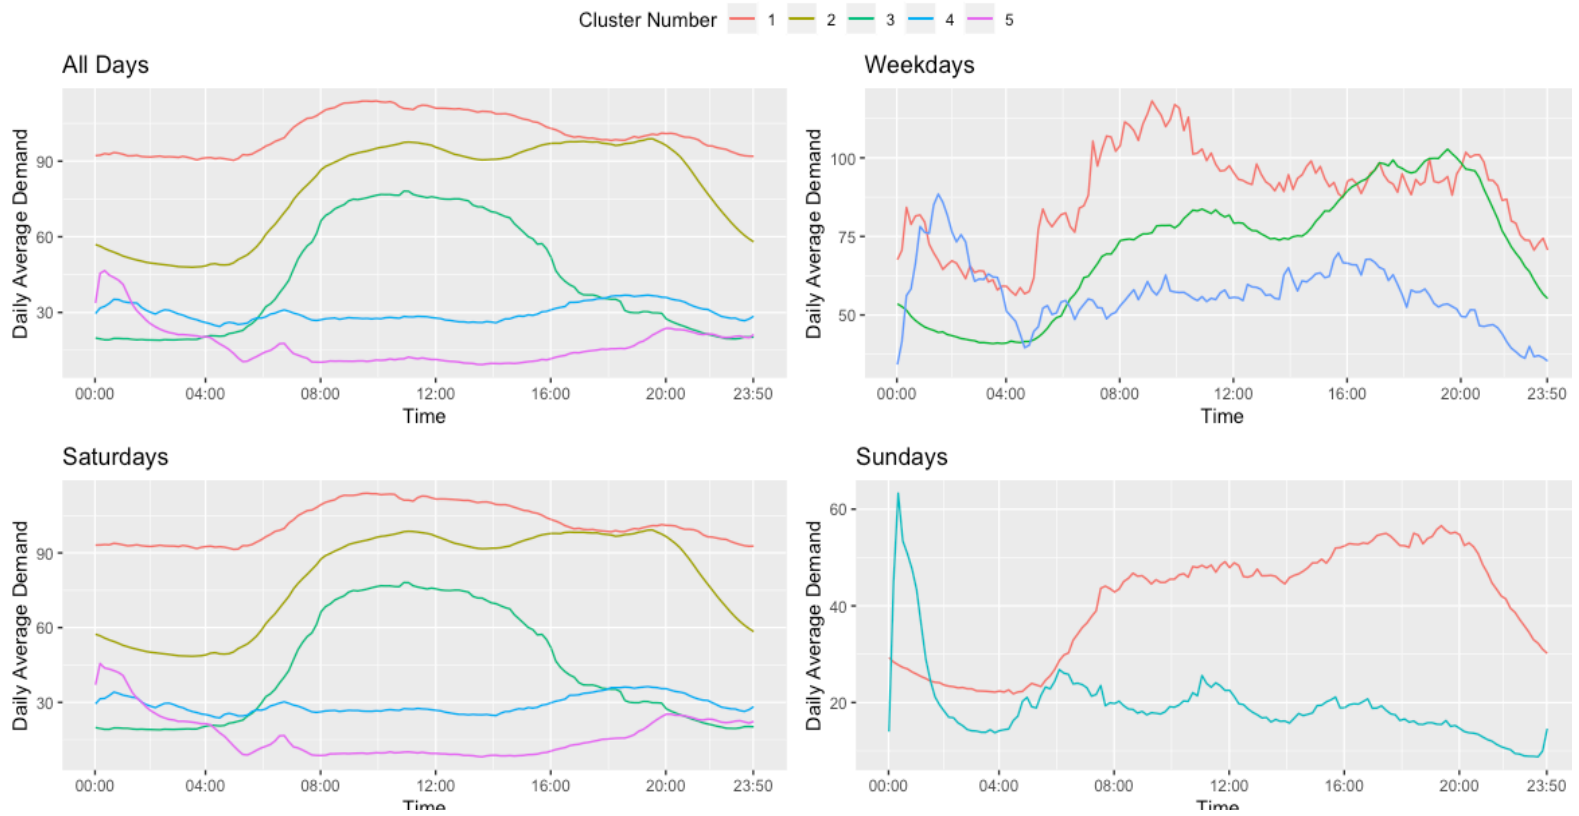 Cluster Number 1 2 3 4 5
All Days
Daily Average Demand
90
60
30
00:00 04:00 08:00 12:00 16:00 20:00 23:50
Time
Weekdays
Daily Average Demand
100
75
50
00:00 04:00 08:00 12:00 16:00 20:00 23:50
Time
Saturdays
Daily Average Demand
90
60
30
00:00 04:00 08:00 12:00 16:00 20:00 23:50
Time
Sundays
Daily Average Demand
60
40
20
00:00 04:00 08:00 12:00 16:00 20:00 23:50
Time